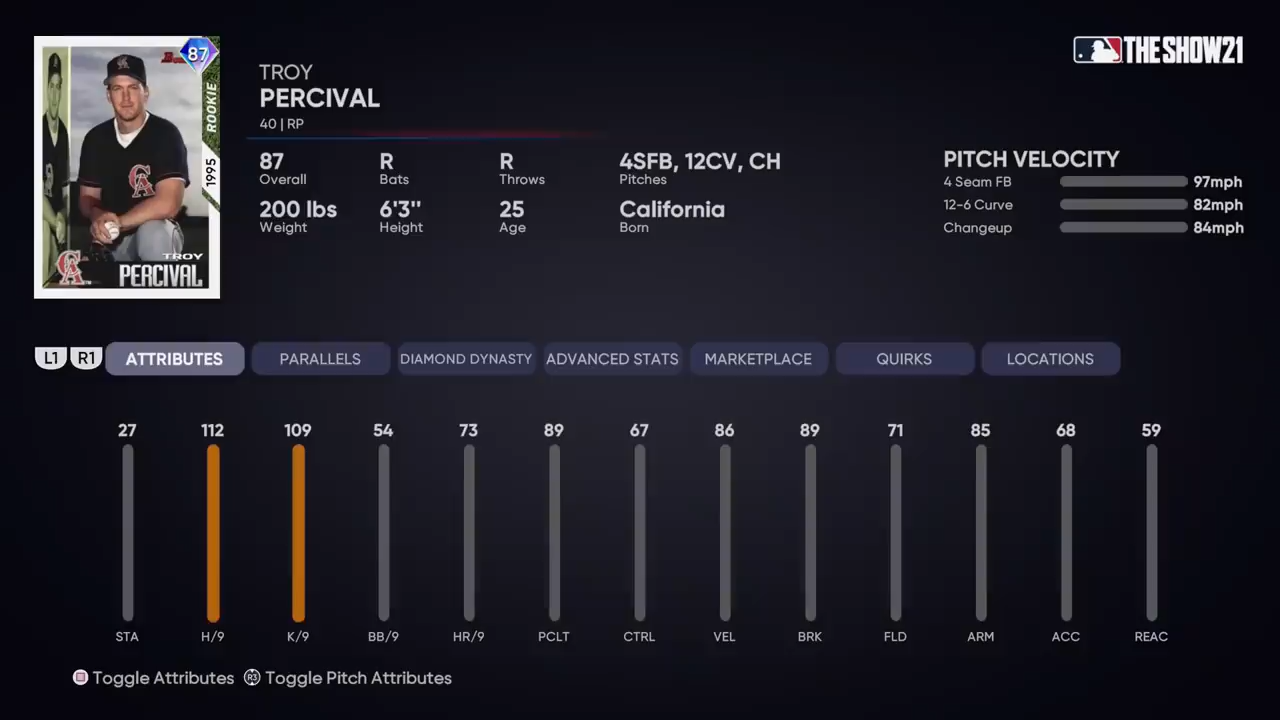 87
ROOKIE
1995
TROY
PERCIVAL
THE SHOW 21
TROY
PERCIVAL
40 | RP
87
Overall
R
Bats
R
Throws
4SFB, 12CV, CH
Pitches
200 lbs
Weight
6'3''
Height
25
Age
California
Born
PITCH VELOCITY
4 Seam FB 97mph
12-6 Curve 82mph
Changeup 84mph
L1 R1 ATTRIBUTES PARALLELS DIAMOND DYNASTY ADVANCED STATS MARKETPLACE QUIRKS LOCATIONS
27 112 109 54 73 89 67 86 89 71 85 68 59
STA H/9 K/9 BB/9 HR/9 PCLT CTRL VEL BRK FLD ARM ACC REAC
Toggle Attributes R3 Toggle Pitch Attributes